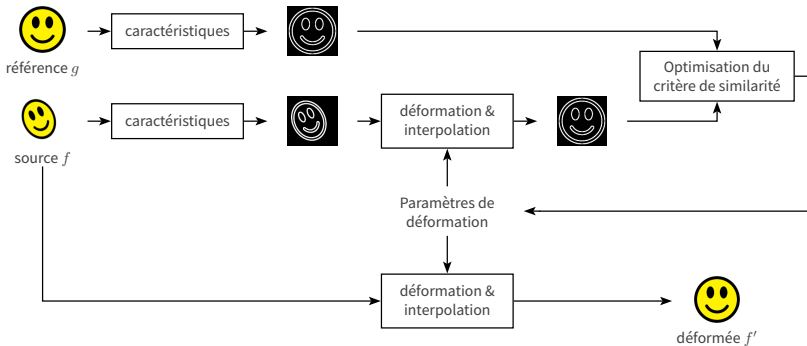 référence g
caractéristiques
Optimisation du
critère de similarité
source f
caractéristiques
déformation &
interpolation
Paramètres de
déformation
déformation &
interpolation
déformée f′